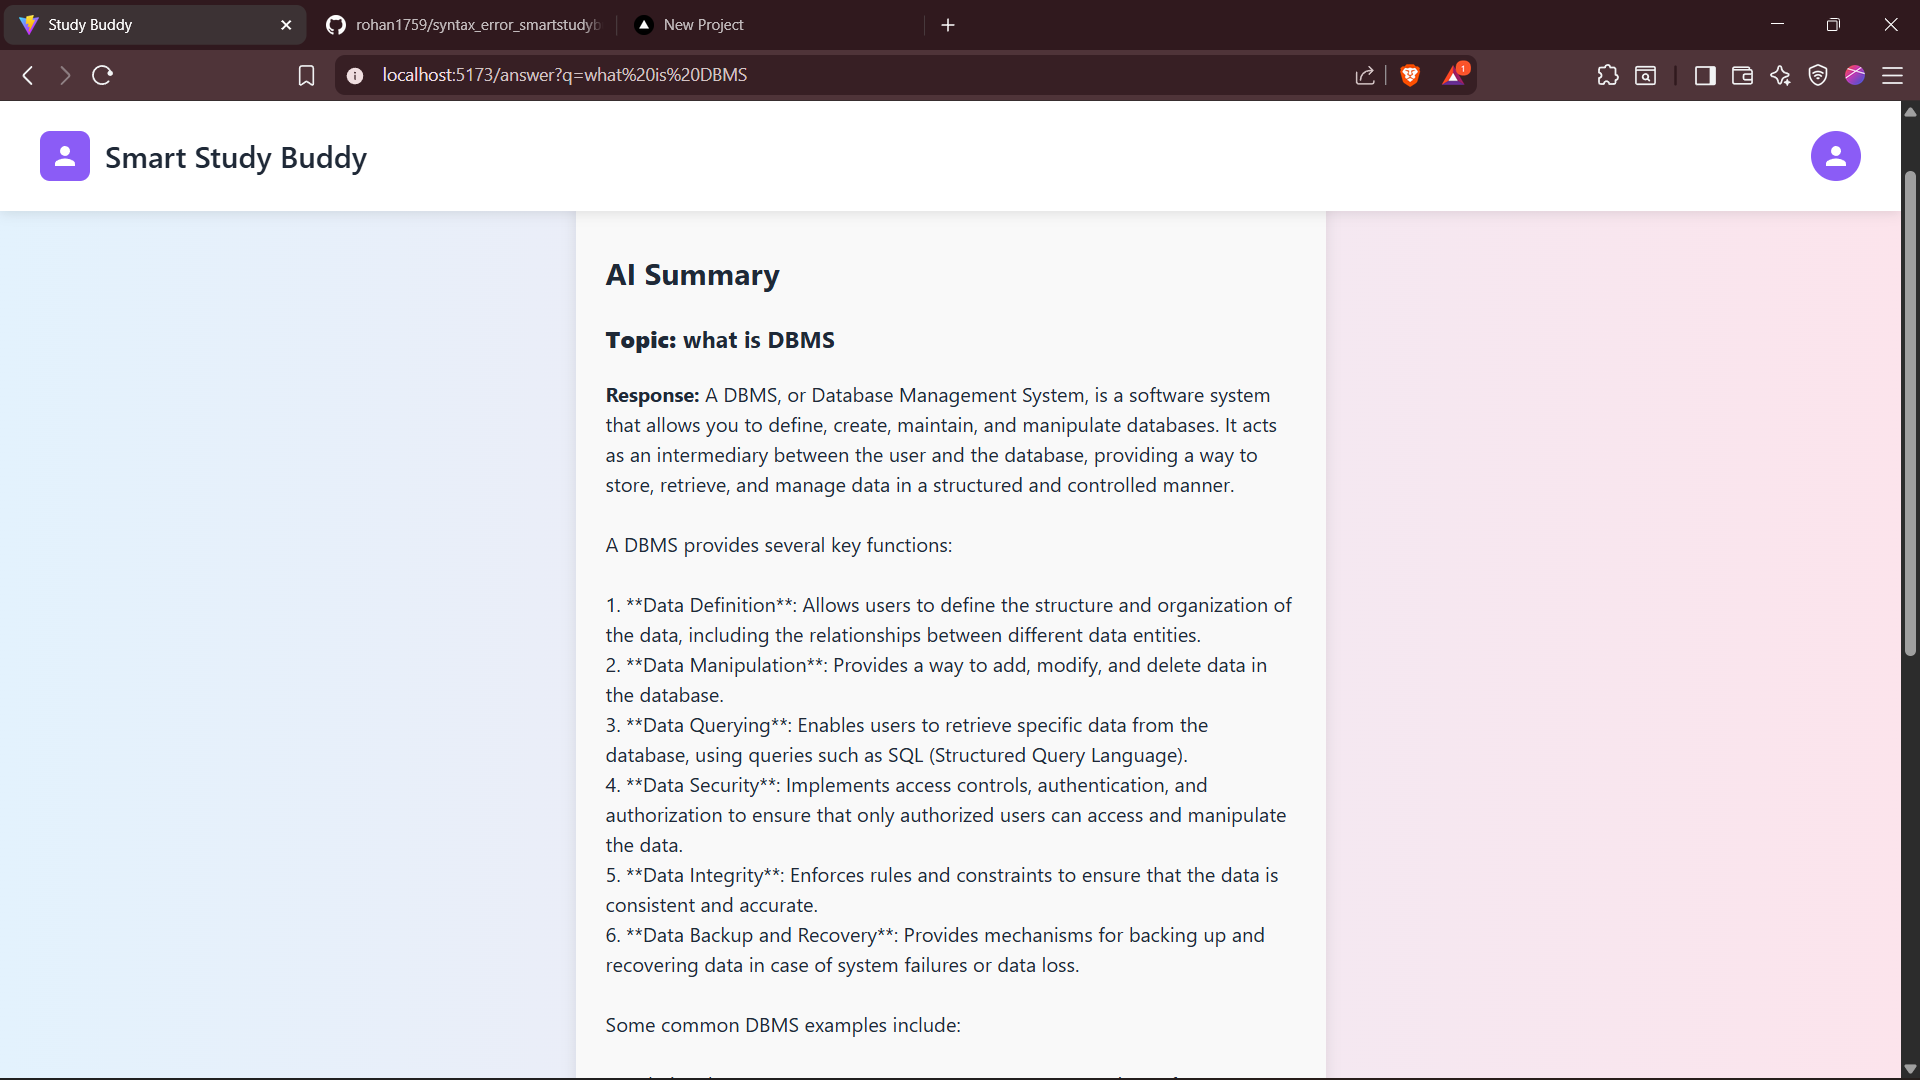 Study Buddy
rohan1759/syntax_error_smartstudyb
New Project
localhost:5173/answer?q=what%20is%20DBMS
1
Smart Study Buddy
AI Summary
Topic: what is DBMS
Response: A DBMS, or Database Management System, is a software system
that allows you to define, create, maintain, and manipulate databases. It acts
as an intermediary between the user and the database, providing a way to
store, retrieve, and manage data in a structured and controlled manner.
A DBMS provides several key functions:
1. **Data Definition**: Allows users to define the structure and organization of
the data, including the relationships between different data entities.
2. **Data Manipulation**: Provides a way to add, modify, and delete data in
the database.
3. **Data Querying**: Enables users to retrieve specific data from the
database, using queries such as SQL (Structured Query Language).
4. **Data Security**: Implements access controls, authentication, and
authorization to ensure that only authorized users can access and manipulate
the data.
5. **Data Integrity**: Enforces rules and constraints to ensure that the data is
consistent and accurate.
6. **Data Backup and Recovery**: Provides mechanisms for backing up and
recovering data in case of system failures or data loss.
Some common DBMS examples include: